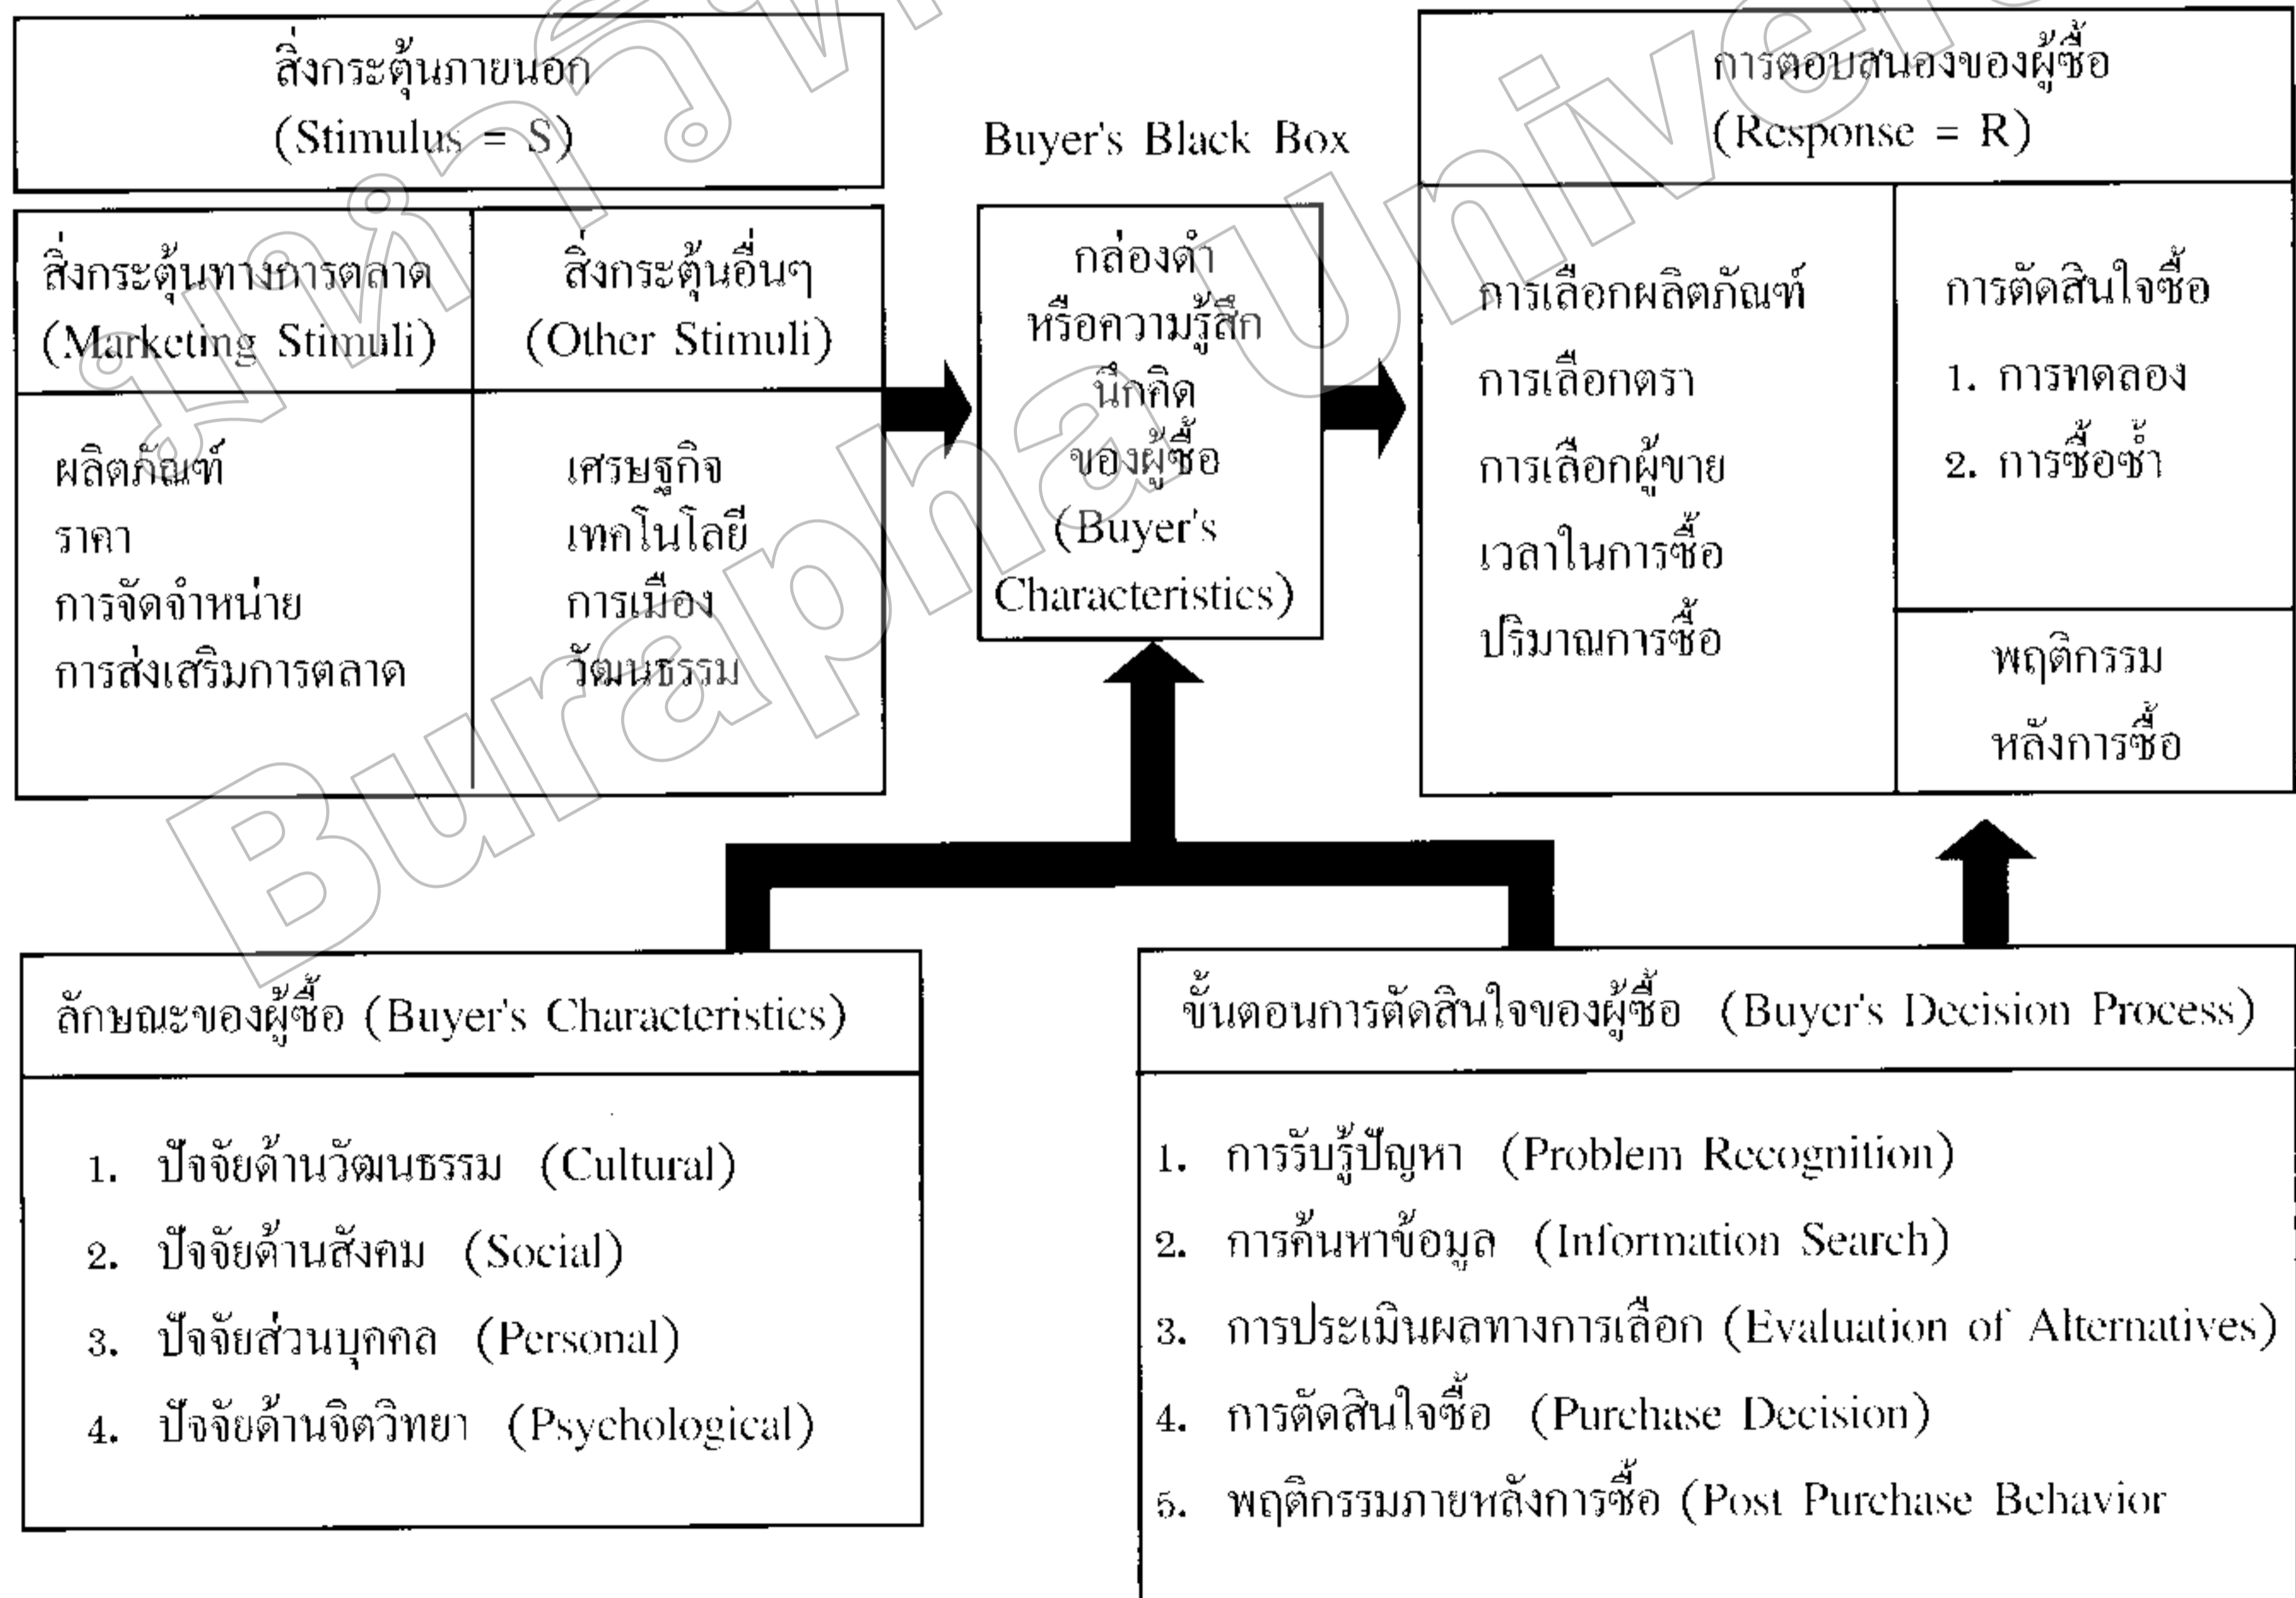 สิ่งกระตุ้นภายนอก
(Stimulus = S)
สิ่งกระตุ้นทางการตลาด
(Marketing Stimuli)
สิ่งกระตุ้นอื่นๆ
(Other Stimuli)
ผลิตภัณฑ์
ราคา
การจัดจำหน่าย
การส่งเสริมการตลาด
เศรษฐกิจ
เทคโนโลยี
การเมือง
วัฒนธรรม
Buyer's Black Box
กล่องดำ
หรือความรู้สึก
นึกคิด
ของผู้ซื้อ
(Buyer's
Characteristics)
การตอบสนองของผู้ซื้อ
(Response = R)
การเลือกผลิตภัณฑ์
การเลือกตรา
การเลือกผู้ขาย
เวลาในการซื้อ
ปริมาณการซื้อ
การตัดสินใจซื้อ
1. การทดลอง
2. การซื้อซ้ำ
พฤติกรรม
หลังการซื้อ
ลักษณะของผู้ซื้อ (Buyer's Characteristics)
1. ปัจจัยด้านวัฒนธรรม (Cultural)
2. ปัจจัยด้านสังคม (Social)
3. ปัจจัยส่วนบุคคล (Personal)
4. ปัจจัยด้านจิตวิทยา (Psychological)
ขั้นตอนการตัดสินใจของผู้ซื้อ (Buyer's Decision Process)
1. การรับรู้ปัญหา (Problem Recognition)
2. การค้นหาข้อมูล (Information Search)
3. การประเมินผลทางการเลือก (Evaluation of Alternatives)
4. การตัดสินใจซื้อ (Purchase Decision)
5. พฤติกรรมภายหลังการซื้อ (Post Purchase Behavior
Burapha Univer